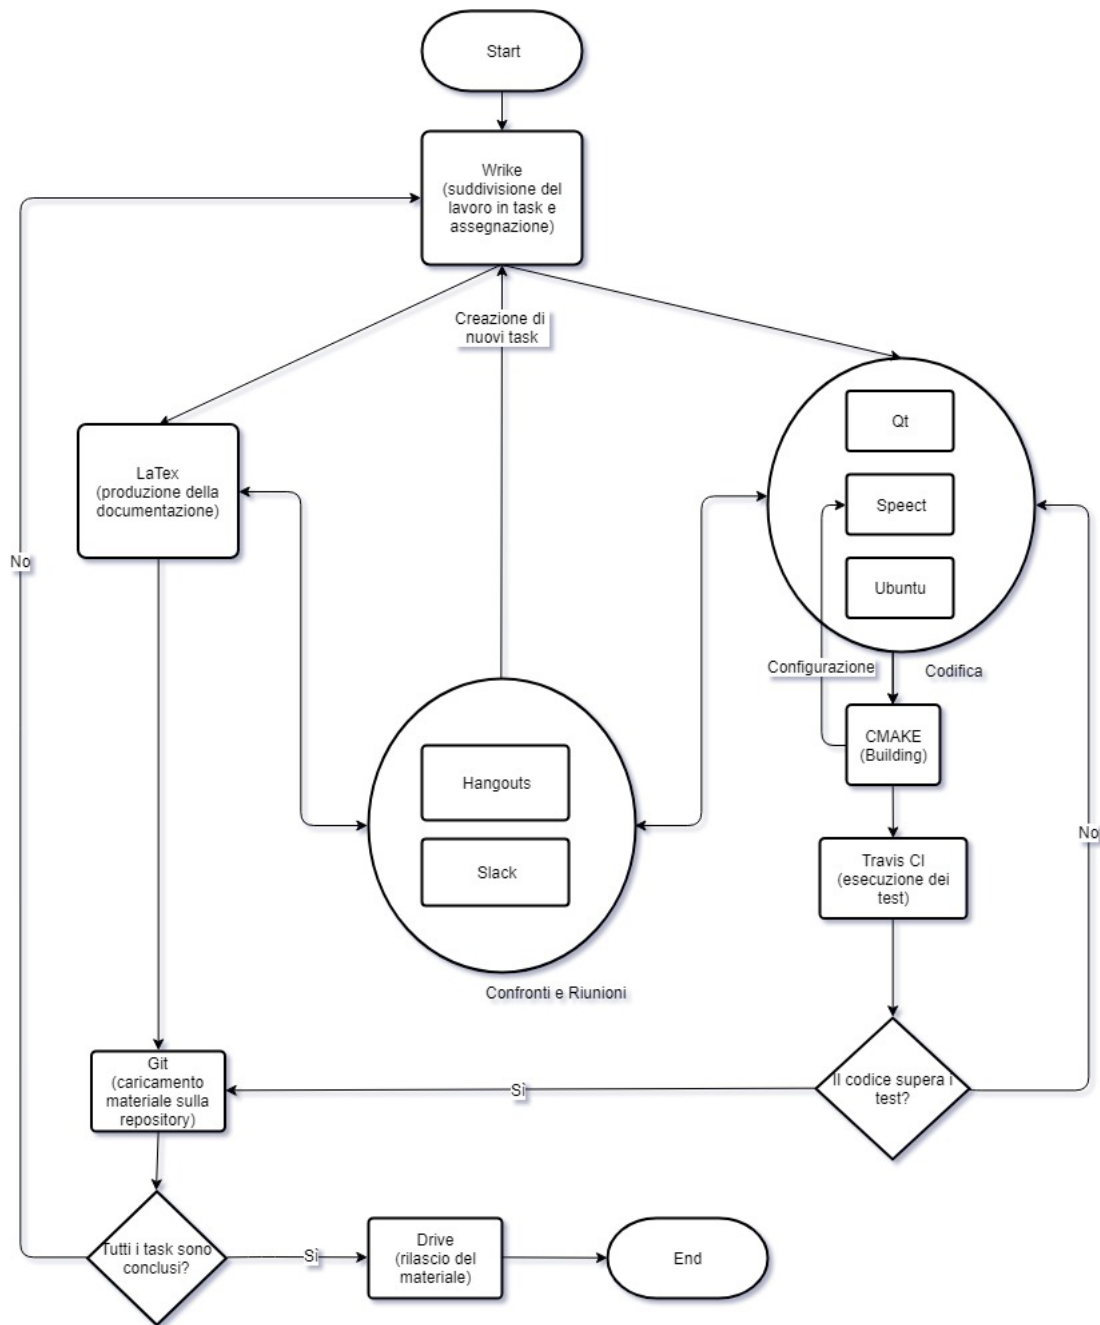 Start
Wrike
(suddivisione del
lavoro in task e
assegnazione)
Creazione di
nuovi task
Qt
LaTex
(produzione della
documentazione)
Speect
No
Ubuntu
Configurazione
Codifica
CMAKE
(Building)
Hangouts
No
Travis CI
(esecuzione dei
test)
Slack
Confronti e Riunioni
Git
(caricamento
materiale sulla
repository)
Sì
Il codice supera i
test?
Tutti i task sono
conclusi?
Sì
Drive
(rilascio del
materiale)
End